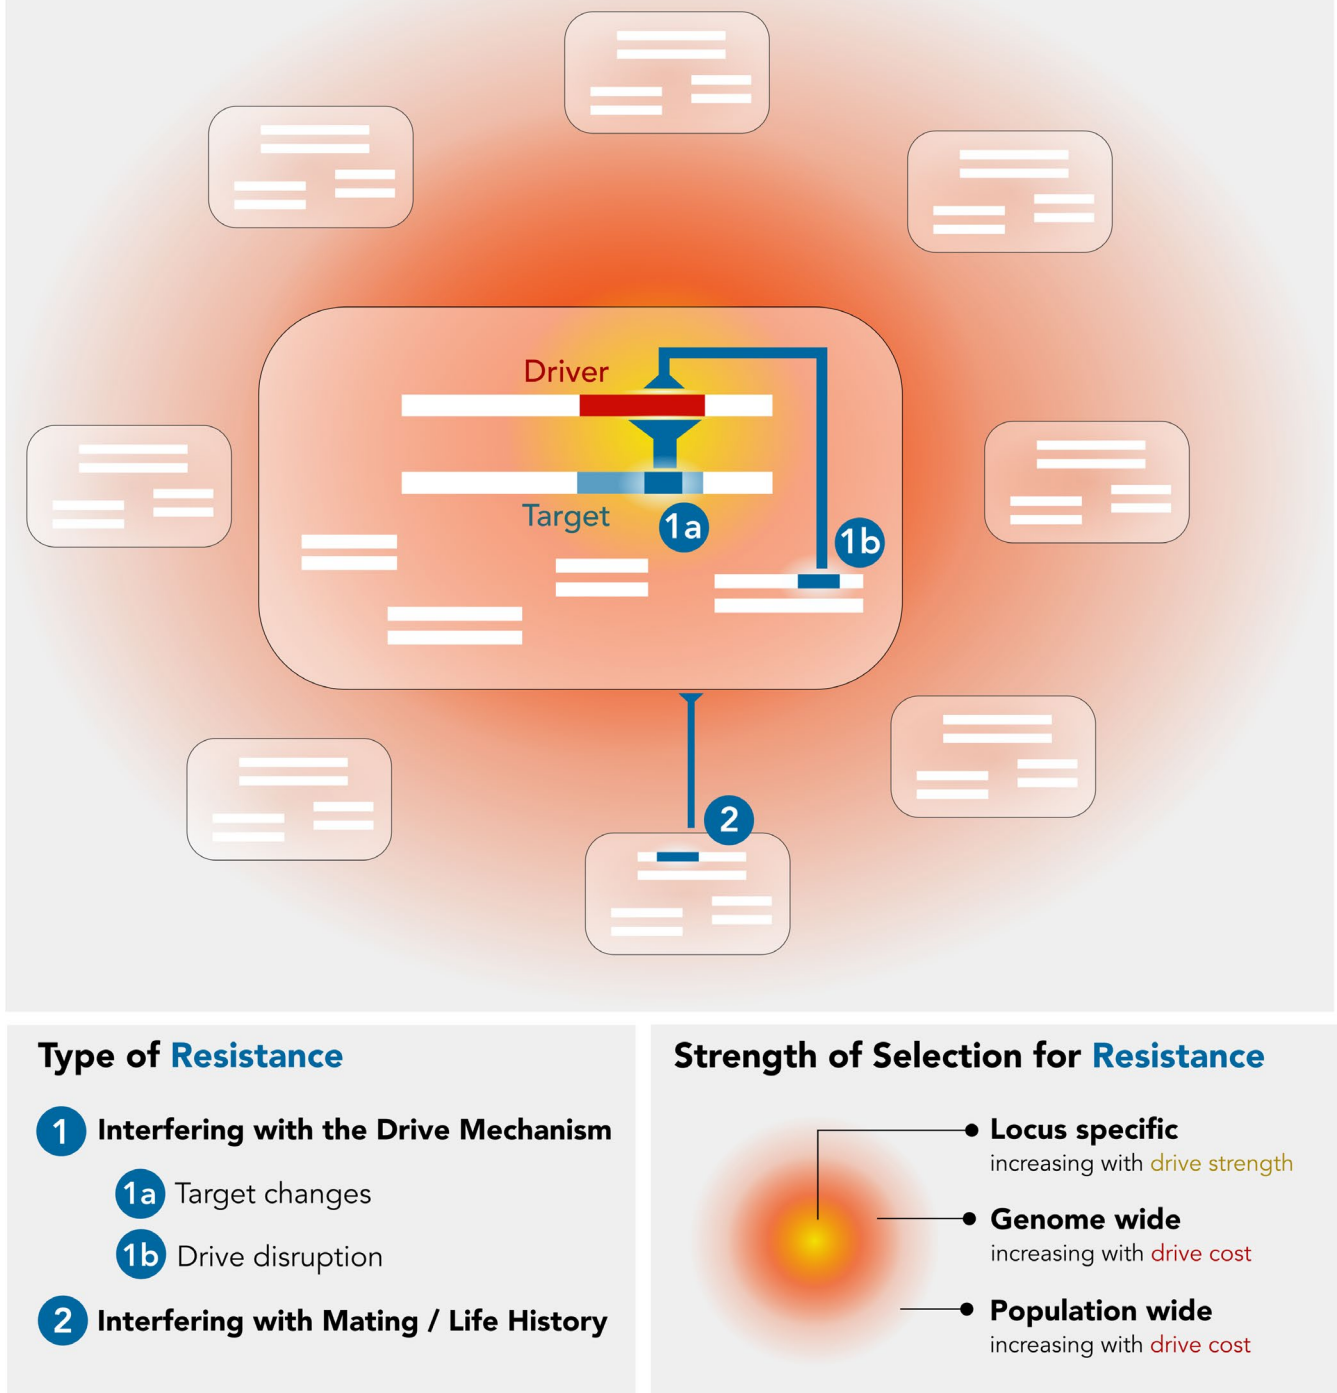 Driver
Target
1a
1b
2
Type of Resistance
1 Interfering with the Drive Mechanism
1a Target changes
1b Drive disruption
2 Interfering with Mating / Life History
Strength of Selection for Resistance
Locus specific
increasing with drive strength
Genome wide
increasing with drive cost
Population wide
increasing with drive cost